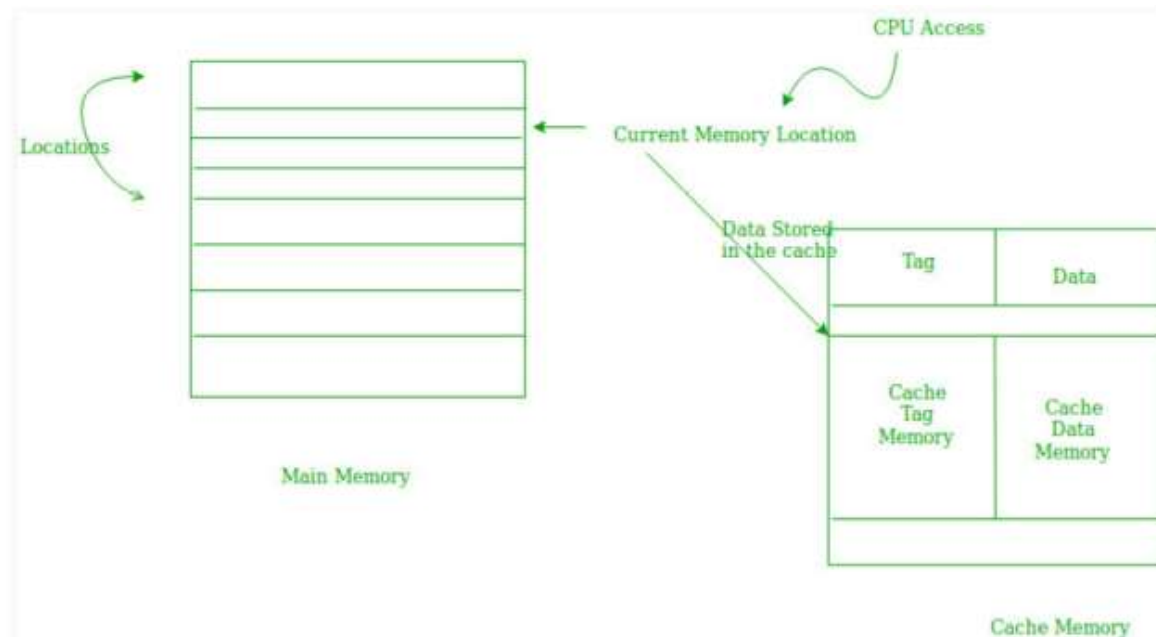 CPU Access
Locations
Current Memory Location
Data Stored
in the cache
Tag
Data
Cache
Tag
Memory
Cache
Data
Memory
Main Memory
Cache Memory